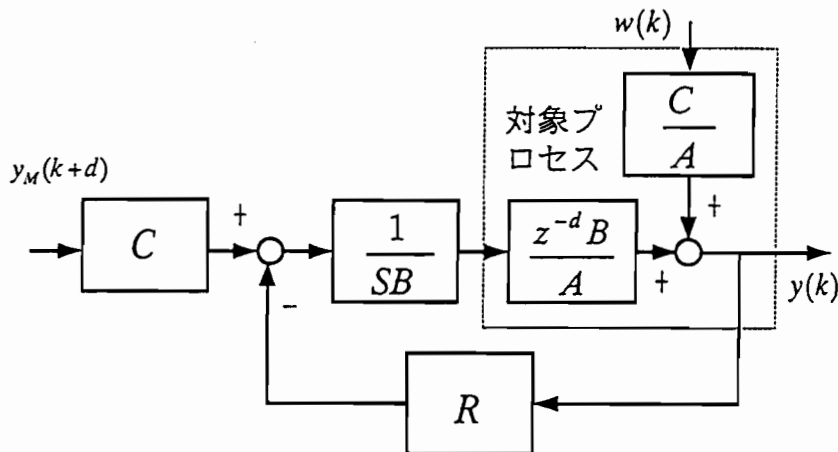 w(k)
C
A
対象プ
ロセス
y_M(k+d)
+
C
+
1
SB
z^{-d} B
A
+
+
-
y(k)
R